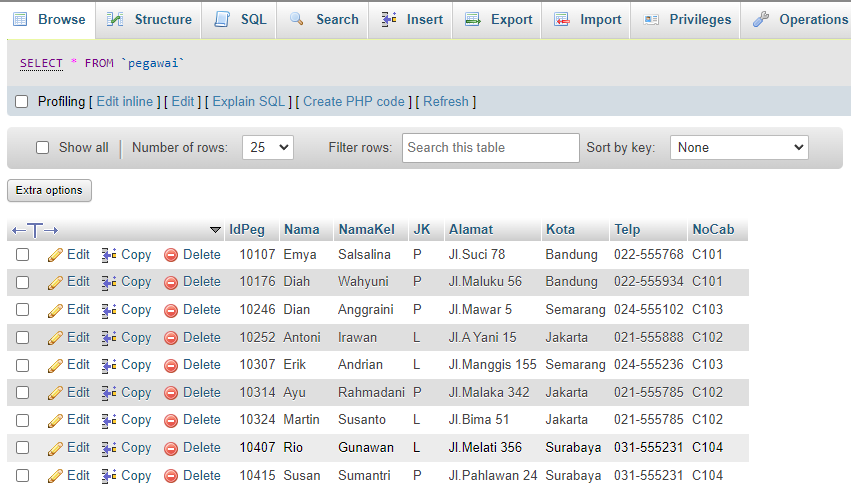 Browse Structure SQL Search Insert Export Import Privileges Operations
SELECT * FROM `pegawai`
Profiling [ Edit inline ] [ Edit ] [ Explain SQL ] [ Create PHP code ] [ Refresh ]
Show all Number of rows: 25 Filter rows: Search this table Sort by key: None
Extra options
←T→ IdPeg Nama NamaKel JK Alamat Kota Telp NoCab
Edit Copy Delete 10107 Emya Salsalina P Jl.Suci 78 Bandung 022-555768 C101
Edit Copy Delete 10176 Diah Wahyuni P Jl.Maluku 56 Bandung 022-555934 C101
Edit Copy Delete 10246 Dian Anggraini P Jl.Mawar 5 Semarang 024-555102 C103
Edit Copy Delete 10252 Antoni Irawan L Jl.A Yani 15 Jakarta 021-555888 C102
Edit Copy Delete 10307 Erik Andrian L Jl.Manggis 155 Semarang 024-555236 C103
Edit Copy Delete 10314 Ayu Rahmadani P Jl.Malaka 342 Jakarta 021-555785 C102
Edit Copy Delete 10324 Martin Susanto L Jl.Bima 51 Jakarta 021-555785 C102
Edit Copy Delete 10407 Rio Gunawan L Jl.Melati 356 Surabaya 031-555231 C104
Edit Copy Delete 10415 Susan Sumantri P Jl.Pahlawan 24 Surabaya 031-555231 C104